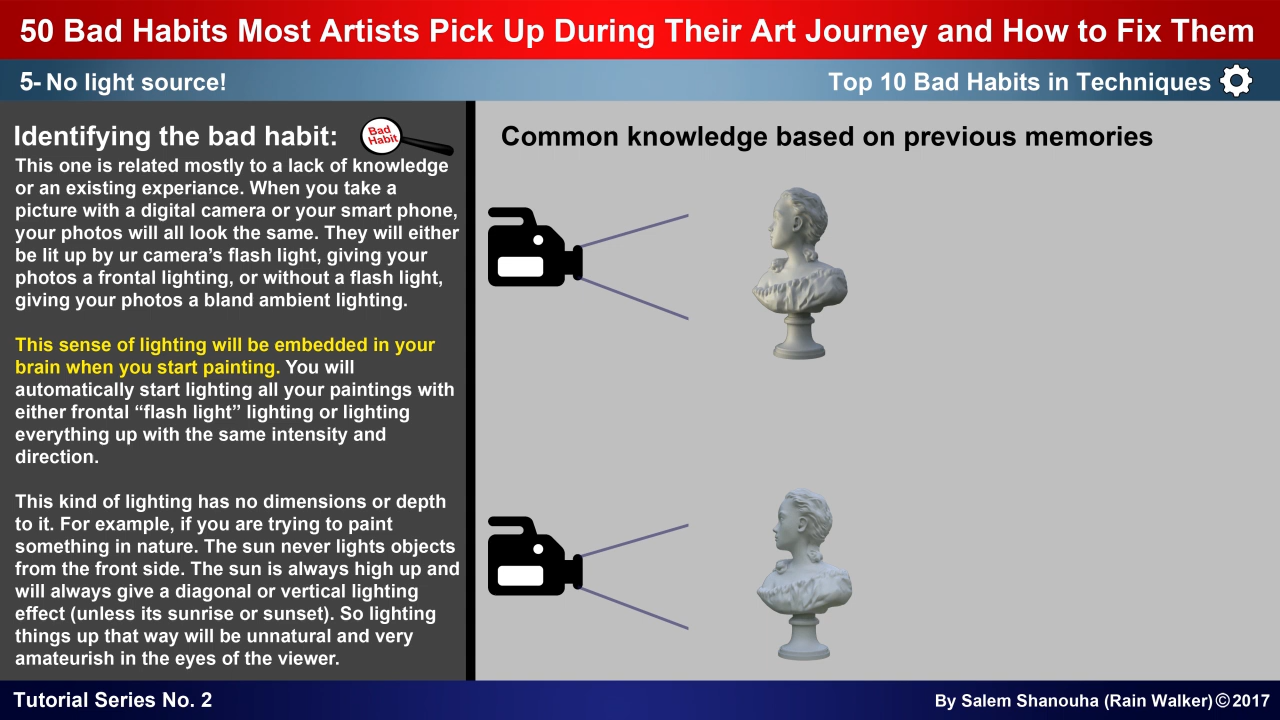 50 Bad Habits Most Artists Pick Up During Their Art Journey and How to Fix Them
5- No light source!
Top 10 Bad Habits in Techniques
Identifying the bad habit:
Bad
Habit
This one is related mostly to a lack of knowledge
or an existing experiance. When you take a
picture with a digital camera or your smart phone,
your photos will all look the same. They will either
be lit up by ur camera’s flash light, giving your
photos a frontal lighting, or without a flash light,
giving your photos a bland ambient lighting.
This sense of lighting will be embedded in your
brain when you start painting. You will
automatically start lighting all your paintings with
either frontal “flash light” lighting or lighting
everything up with the same intensity and
direction.
This kind of lighting has no dimensions or depth
to it. For example, if you are trying to paint
something in nature. The sun never lights objects
from the front side. The sun is always high up and
will always give a diagonal or vertical lighting
effect (unless its sunrise or sunset). So lighting
things up that way will be unnatural and very
amateurish in the eyes of the viewer.
Common knowledge based on previous memories
Tutorial Series No. 2
By Salem Shanouha (Rain Walker)©2017